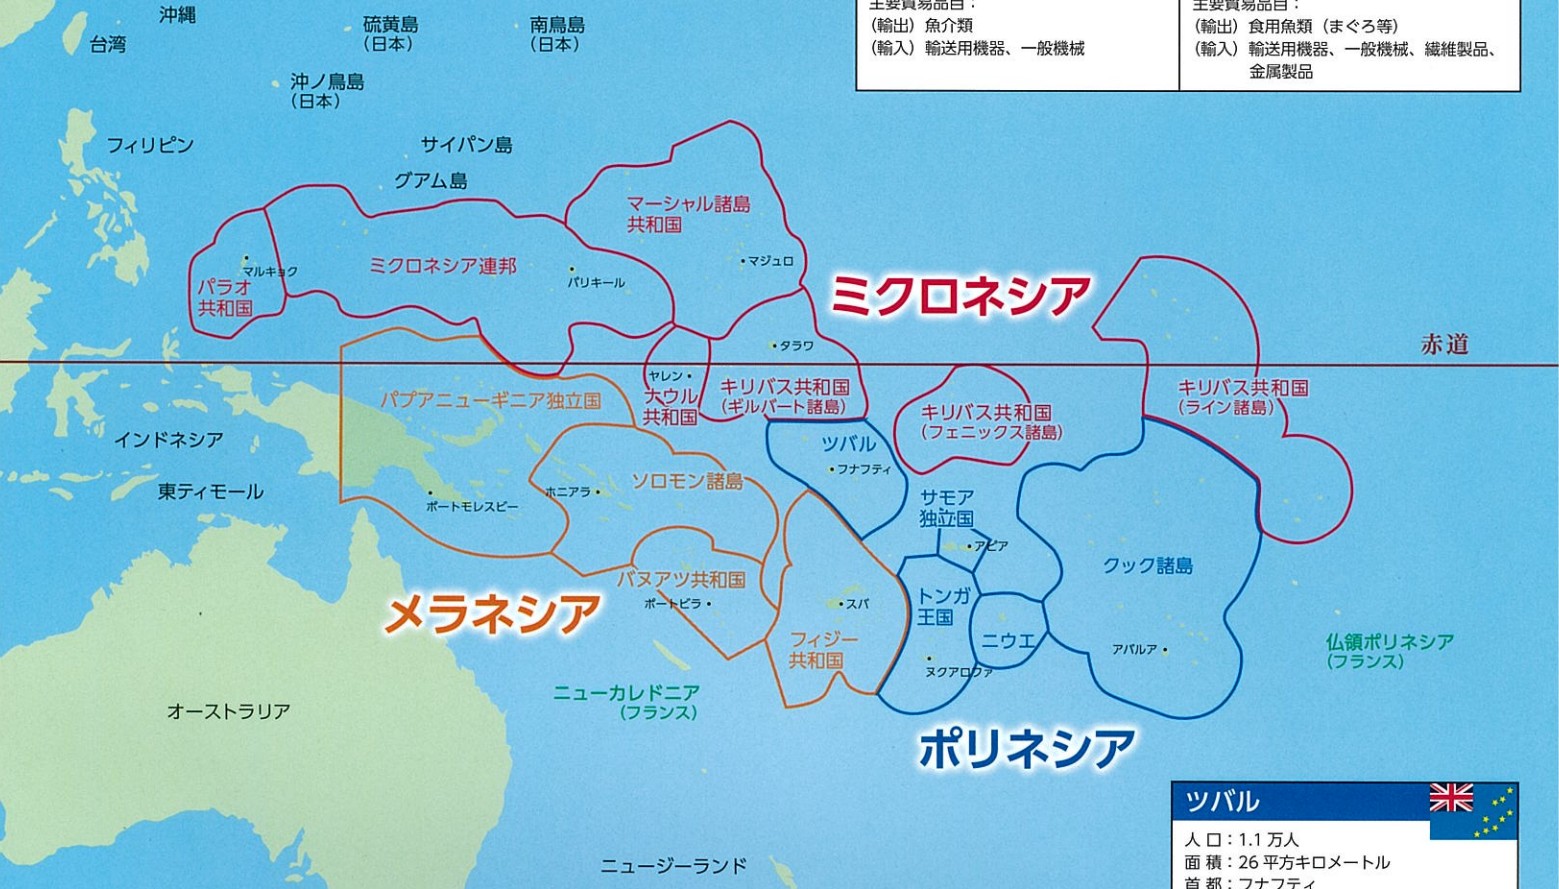 主要貿易品目：
（輸出）魚介類
（輸入）輸送用機器、一般機械
主要貿易品目：
（輸出）食用魚類（まぐろ等）
（輸入）輸送用機器、一般機械、繊維製品、
金属製品
沖縄
台湾
硫黄島
（日本）
南鳥島
（日本）
沖ノ鳥島
（日本）
フィリピン
サイパン島
グアム島
マーシャル諸島
共和国
マジュロ
ミクロネシア連邦
パリキール
マルキョク
パラオ
共和国
ミクロネシア
赤道
タラワ
ヤレン
ナウル
共和国
キリバス共和国
（ギルバート諸島）
キリバス共和国
（フェニックス諸島）
キリバス共和国
（ライン諸島）
パプアニューギニア独立国
インドネシア
東ティモール
ポートモレスビー
ホニアラ
ソロモン諸島
ツバル
フナフティ
サモア
独立国
アピア
クック諸島
バヌアツ共和国
ポートビラ
メラネシア
スバ
フィジー
共和国
トンガ
王国
ニウエ
ヌクアロファ
アバルア
仏領ポリネシア
（フランス）
ニューカレドニア
（フランス）
オーストラリア
ポリネシア
ニュージーランド
ツバル
人 口：1.1 万人
面 積：26 平方キロメートル
首 都：フナフティ